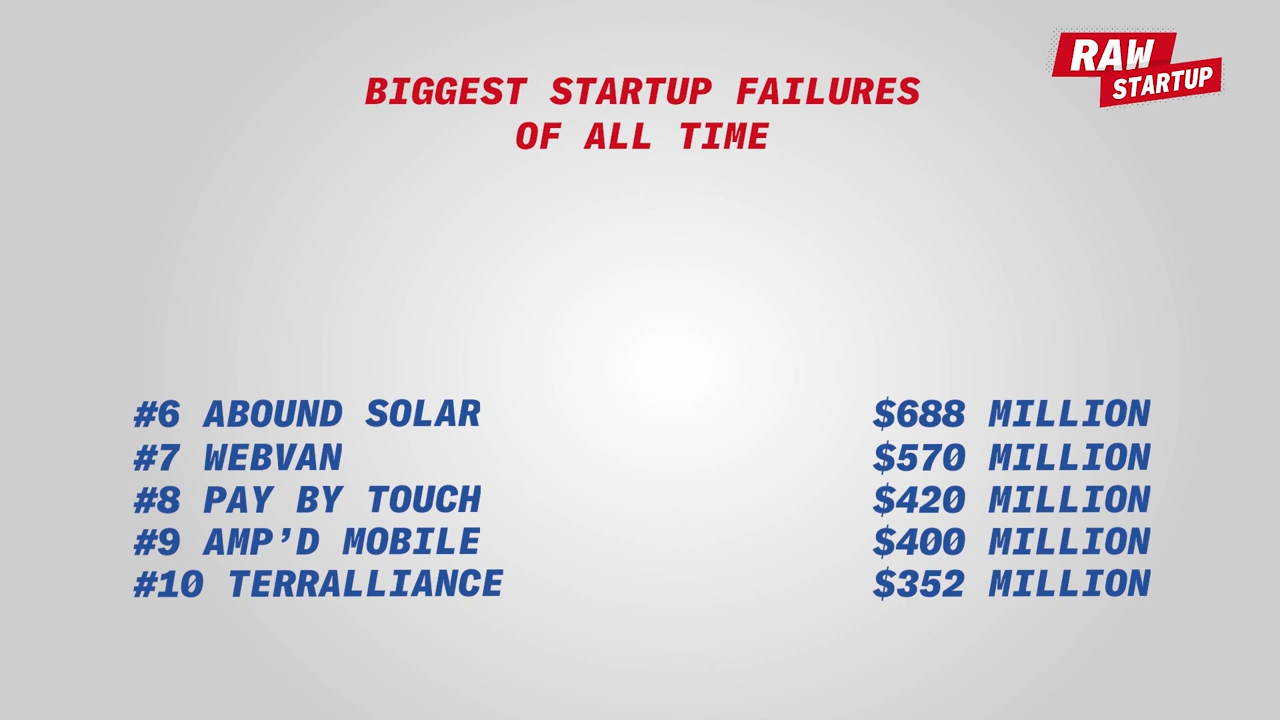 RAW
STARTUP
BIGGEST STARTUP FAILURES
OF ALL TIME
#6 ABOUND SOLAR $688 MILLION
#7 WEBVAN $570 MILLION
#8 PAY BY TOUCH $420 MILLION
#9 AMP’D MOBILE $400 MILLION
#10 TERRALLIANCE $352 MILLION